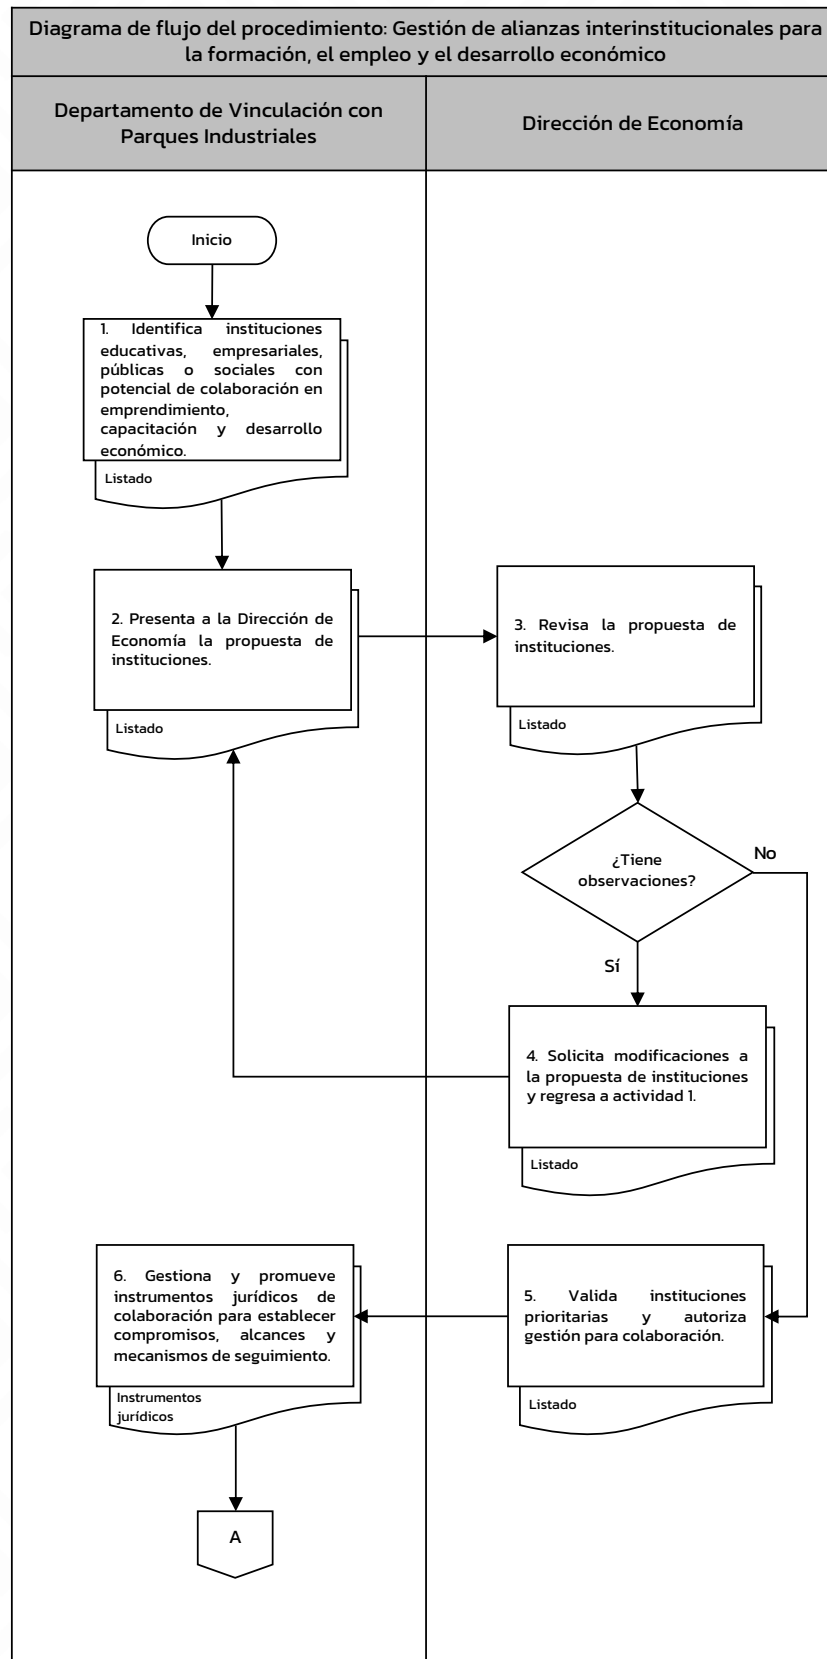 Diagrama de flujo del procedimiento: Gestión de alianzas interinstitucionales para
la formación, el empleo y el desarrollo económico
Departamento de Vinculación con
Parques Industriales
Dirección de Economía
Inicio
1. Identifica instituciones
educativas, empresariales,
públicas o sociales con
potencial de colaboración en
emprendimiento,
capacitación y desarrollo
económico.
Listado
2. Presenta a la Dirección de
Economía la propuesta de
instituciones.
Listado
3. Revisa la propuesta de
instituciones.
Listado
¿Tiene
observaciones?
No
Sí
4. Solicita modificaciones a
la propuesta de instituciones
y regresa a actividad 1.
Listado
5. Valida instituciones
prioritarias y autoriza
gestión para colaboración.
Listado
6. Gestiona y promueve
instrumentos jurídicos de
colaboración para establecer
compromisos, alcances y
mecanismos de seguimiento.
Instrumentos
jurídicos
A